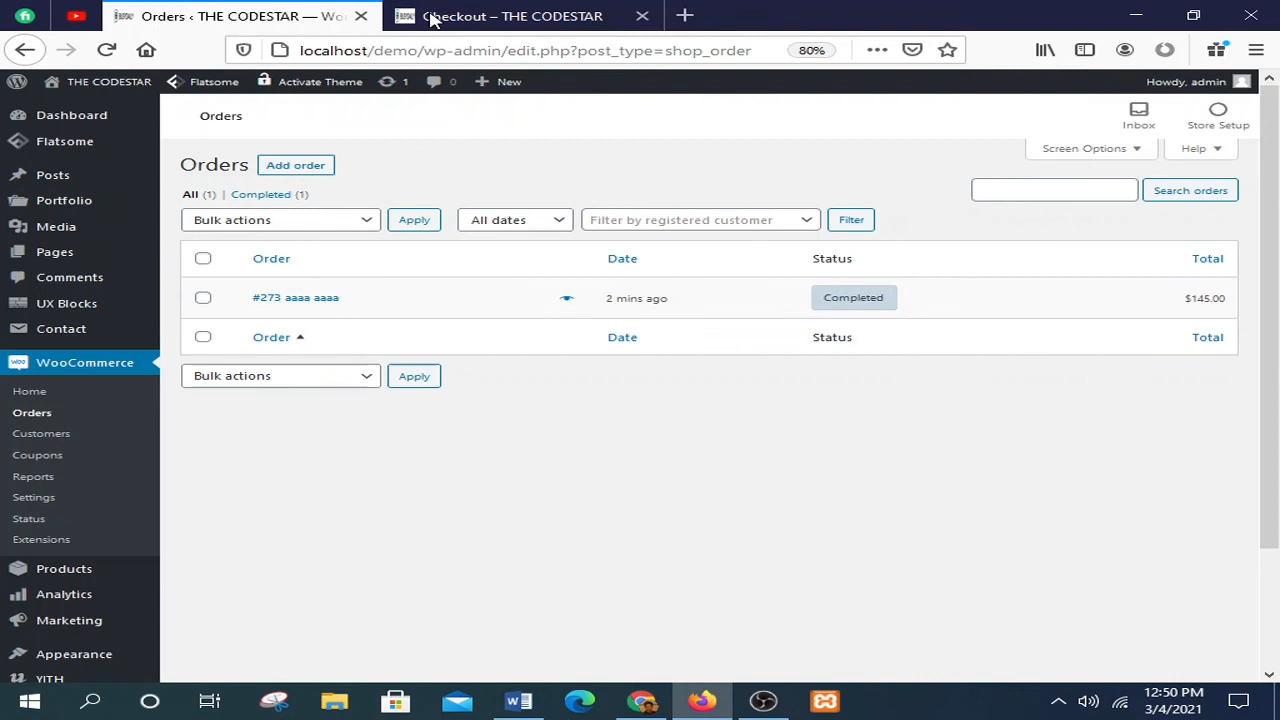 Orders ‹ THE CODESTAR — Wo
Checkout – THE CODESTAR
localhost/demo/wp-admin/edit.php?post_type=shop_order
80%
THE CODESTAR
Flatsome
Activate Theme
1
0
New
Howdy, admin
Dashboard
Flatsome
Posts
Portfolio
Media
Pages
Comments
UX Blocks
Contact
WooCommerce
Home
Orders
Customers
Coupons
Reports
Settings
Status
Extensions
Products
Analytics
Marketing
Appearance
YITH
Orders
Inbox
Store Setup
Screen Options
Help
Orders
Add order
All (1) | Completed (1)
Search orders
Bulk actions
Apply
All dates
Filter by registered customer
Filter
Order Date Status Total
#273 aaaa aaaa 2 mins ago Completed $145.00
Order Date Status Total
Bulk actions
Apply
12:50 PM
3/4/2021